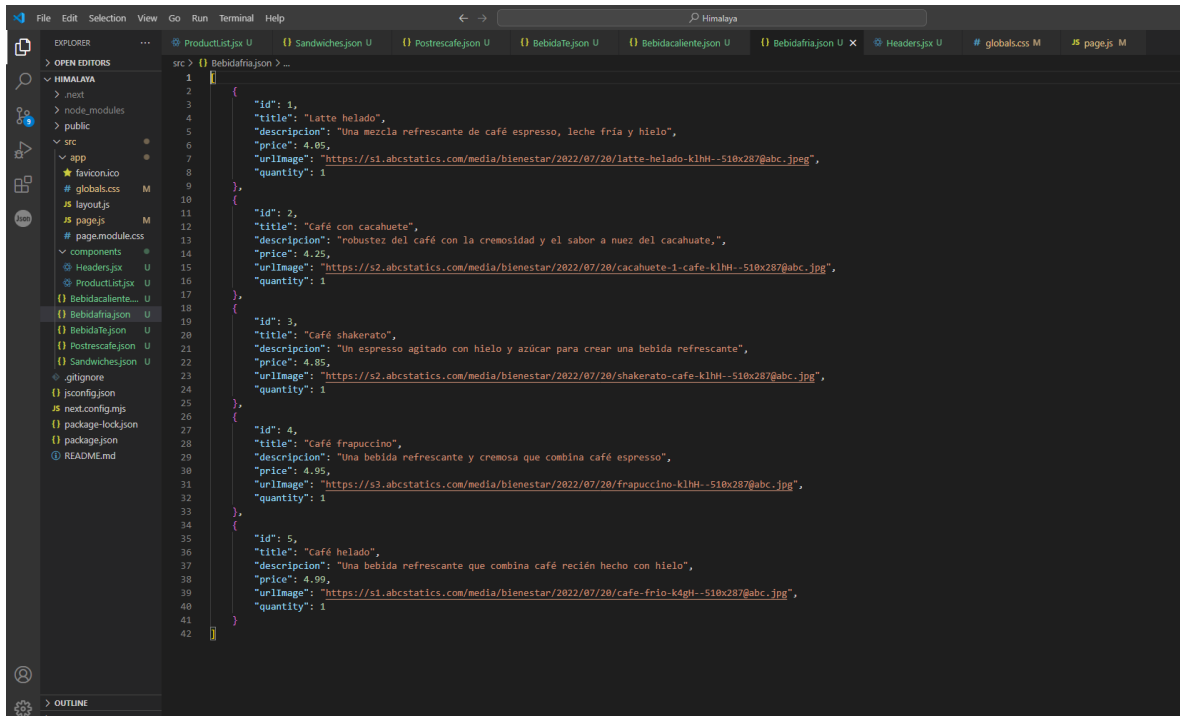 File Edit Selection View Go Run Terminal Help
Himalaya
EXPLORER
ProductList.jsx U
Sandwiches.json U
Postrescafe.json U
BebidaTe.json U
Bebidacaliente.json U
Bebidafria.json U
Headers.jsx U
# globals.css M
JS page.js M
OPEN EDITORS
HIMALAYA
.next
node_modules
public
src
app
favicon.ico
# globals.css M
JS layout.js
JS page.js M
# page.module.css
components
Headers.jsx U
ProductList.jsx U
{} Bebidacaliente.... U
{} Bebidafria.json U
{} BebidaTe.json U
{} Postrescafe.json U
{} Sandwiches.json U
.gitignore
{} jsconfig.json
JS next.config.mjs
{} package-lock.json
{} package.json
README.md
OUTLINE
9
Json
src > {} Bebidafria.json > ...
1 [
2 {
3 "id": 1,
4 "title": "Latte helado",
5 "descripcion": "Una mezcla refrescante de café espresso, leche fría y hielo",
6 "price": 4.05,
7 "urlImage": "https://s1.abcstatics.com/media/bienestar/2022/07/20/latte-helado-klhH--510x287@abc.jpeg",
8 "quantity": 1
9 },
10 {
11 "id": 2,
12 "title": "Café con cacahuete",
13 "descripcion": "robustez del café con la cremosidad y el sabor a nuez del cacahuate,",
14 "price": 4.25,
15 "urlImage": "https://s2.abcstatics.com/media/bienestar/2022/07/20/cacahuete-1-cafe-klhH--510x287@abc.jpg",
16 "quantity": 1
17 },
18 {
19 "id": 3,
20 "title": "Café shakerato",
21 "descripcion": "Un espresso agitado con hielo y azúcar para crear una bebida refrescante",
22 "price": 4.85,
23 "urlImage": "https://s2.abcstatics.com/media/bienestar/2022/07/20/shakerato-cafe-klhH--510x287@abc.jpg",
24 "quantity": 1
25 },
26 {
27 "id": 4,
28 "title": "Café frapuccino",
29 "descripcion": "Una bebida refrescante y cremosa que combina café espresso",
30 "price": 4.95,
31 "urlImage": "https://s3.abcstatics.com/media/bienestar/2022/07/20/frapuccino-klhH--510x287@abc.jpg",
32 "quantity": 1
33 },
34 {
35 "id": 5,
36 "title": "Café helado",
37 "descripcion": "Una bebida refrescante que combina café recién hecho con hielo",
38 "price": 4.99,
39 "urlImage": "https://s1.abcstatics.com/media/bienestar/2022/07/20/cafe-frio-k4gH--510x287@abc.jpg",
40 "quantity": 1
41 }
42 ]